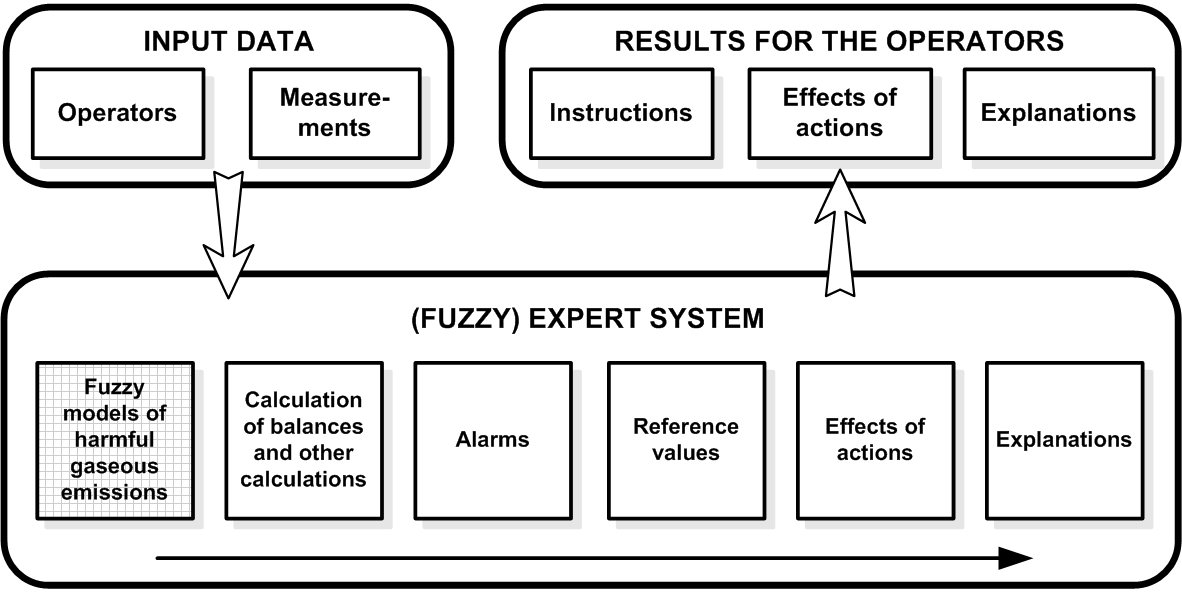 INPUT DATA
Operators
Measure-
ments
RESULTS FOR THE OPERATORS
Instructions
Effects of
actions
Explanations
(FUZZY) EXPERT SYSTEM
Fuzzy
models of
harmful
gaseous
emissions
Calculation
of balances
and other
calculations
Alarms
Reference
values
Effects of
actions
Explanations